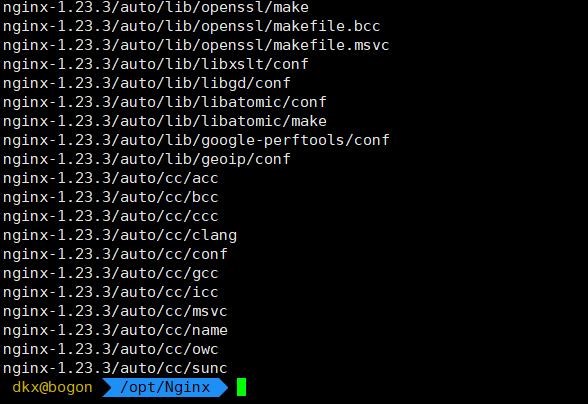 nginx-1.23.3/auto/lib/openssl/make
nginx-1.23.3/auto/lib/openssl/makefile.bcc
nginx-1.23.3/auto/lib/openssl/makefile.msvc
nginx-1.23.3/auto/lib/libxslt/conf
nginx-1.23.3/auto/lib/libgd/conf
nginx-1.23.3/auto/lib/libatomic/conf
nginx-1.23.3/auto/lib/libatomic/make
nginx-1.23.3/auto/lib/google-perftools/conf
nginx-1.23.3/auto/lib/geoip/conf
nginx-1.23.3/auto/cc/acc
nginx-1.23.3/auto/cc/bcc
nginx-1.23.3/auto/cc/ccc
nginx-1.23.3/auto/cc/clang
nginx-1.23.3/auto/cc/conf
nginx-1.23.3/auto/cc/gcc
nginx-1.23.3/auto/cc/icc
nginx-1.23.3/auto/cc/msvc
nginx-1.23.3/auto/cc/name
nginx-1.23.3/auto/cc/owc
nginx-1.23.3/auto/cc/sunc
dkx@bogon /opt/Nginx